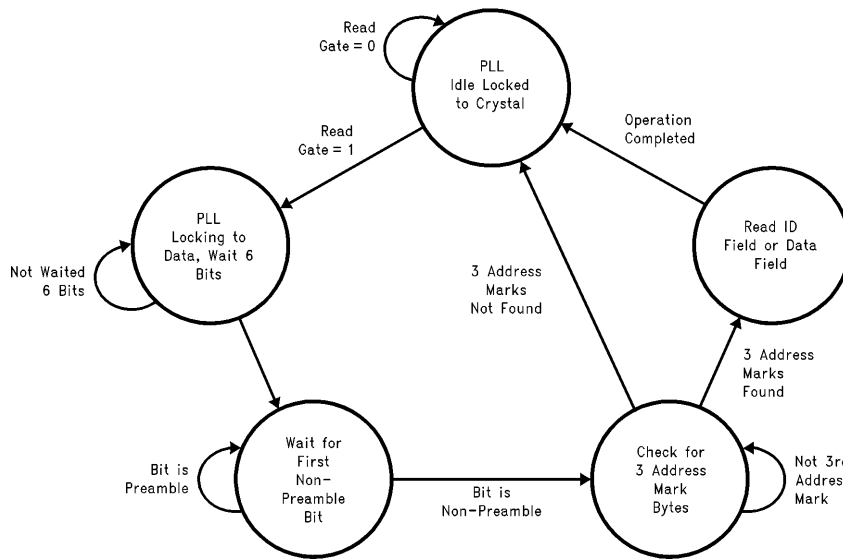 Read
Gate = 0
PLL
Idle Locked
to Crystal
Operation
Completed
Read
Gate = 1
PLL
Locking to
Data, Wait 6
Bits
Not Waited
6 Bits
3 Address
Marks
Not Found
Read ID
Field or Data
Field
3 Address
Marks
Found
Wait for
First
Non-
Preamble
Bit
Bit is
Preamble
Bit is
Non-Preamble
Check for
3 Address
Mark
Bytes
Not 3r
Addres
Mark